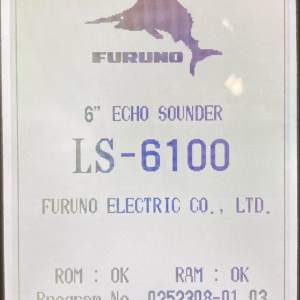 FURUNO
6" ECHO SOUNDER
LS-6100
FURUNO ELECTRIC CO., LTD.
ROM : OK RAM : OK
Program No. 0252308-01.03